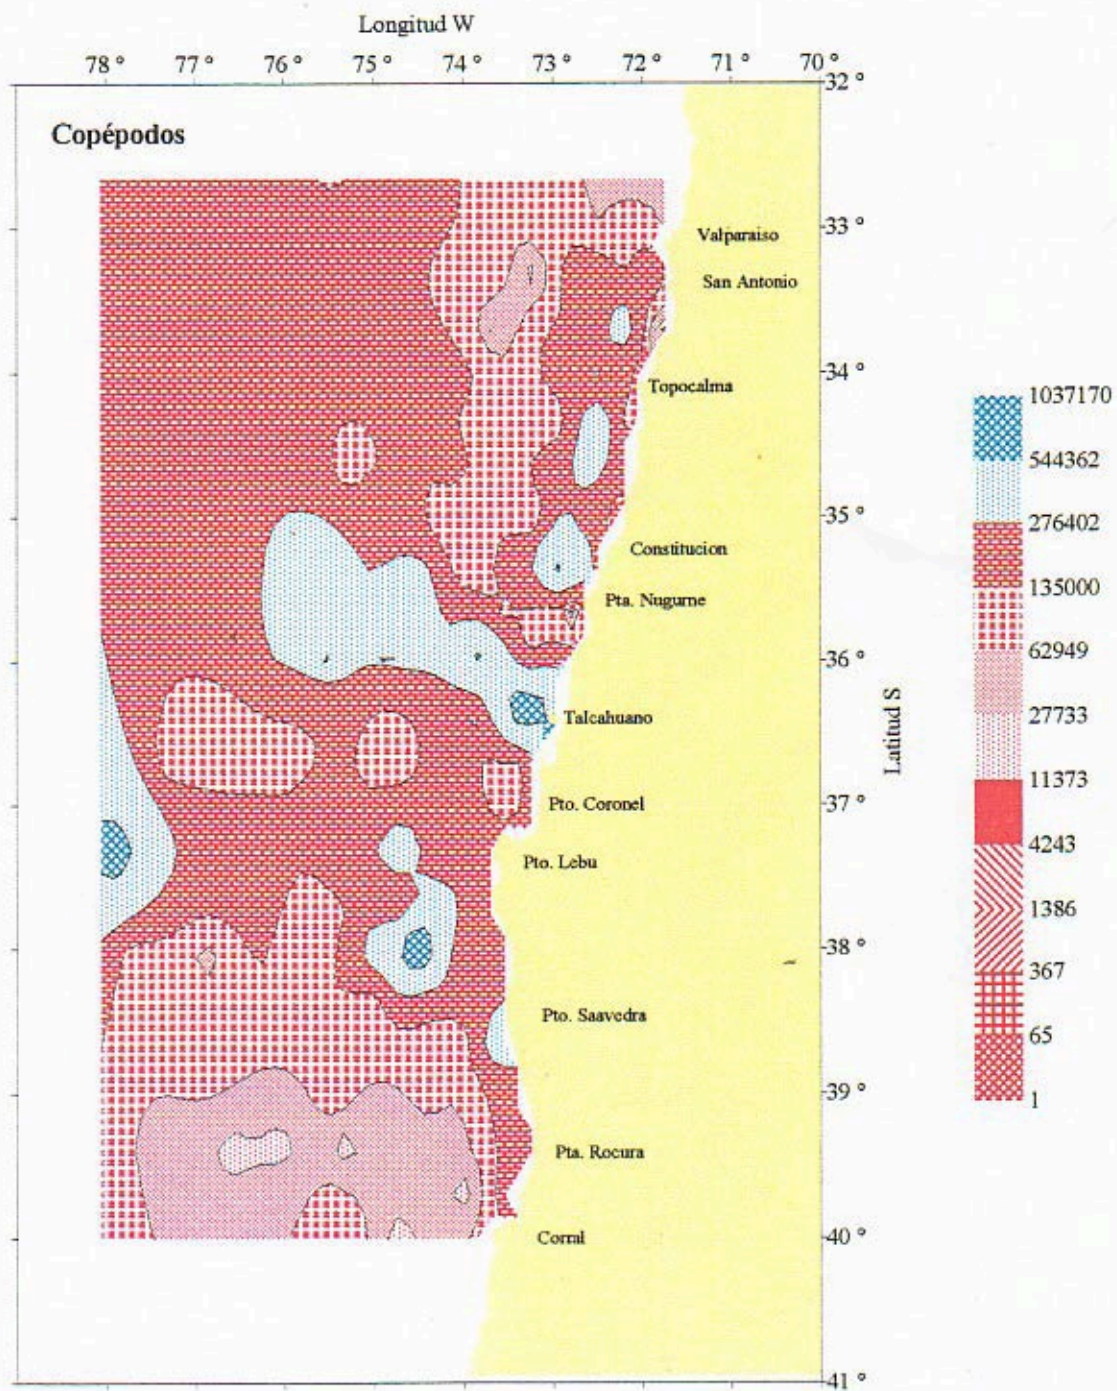 Longitud W
78 ° 77 ° 76 ° 75 ° 74 ° 73 ° 72 ° 71 ° 70 °
32 °
Copépodos
33 °
Valparaiso
San Antonio
34 °
Topocalma
35 °
Constitucion
Pta. Nugurne
36 °
Talcahuano
Latitud S
37 °
Pto. Coronel
Pto. Lebu
38 °
Pto. Saavedra
39 °
Pta. Rocura
40 °
Corral
41 °
1037170
544362
276402
135000
62949
27733
11373
4243
1386
367
65
1